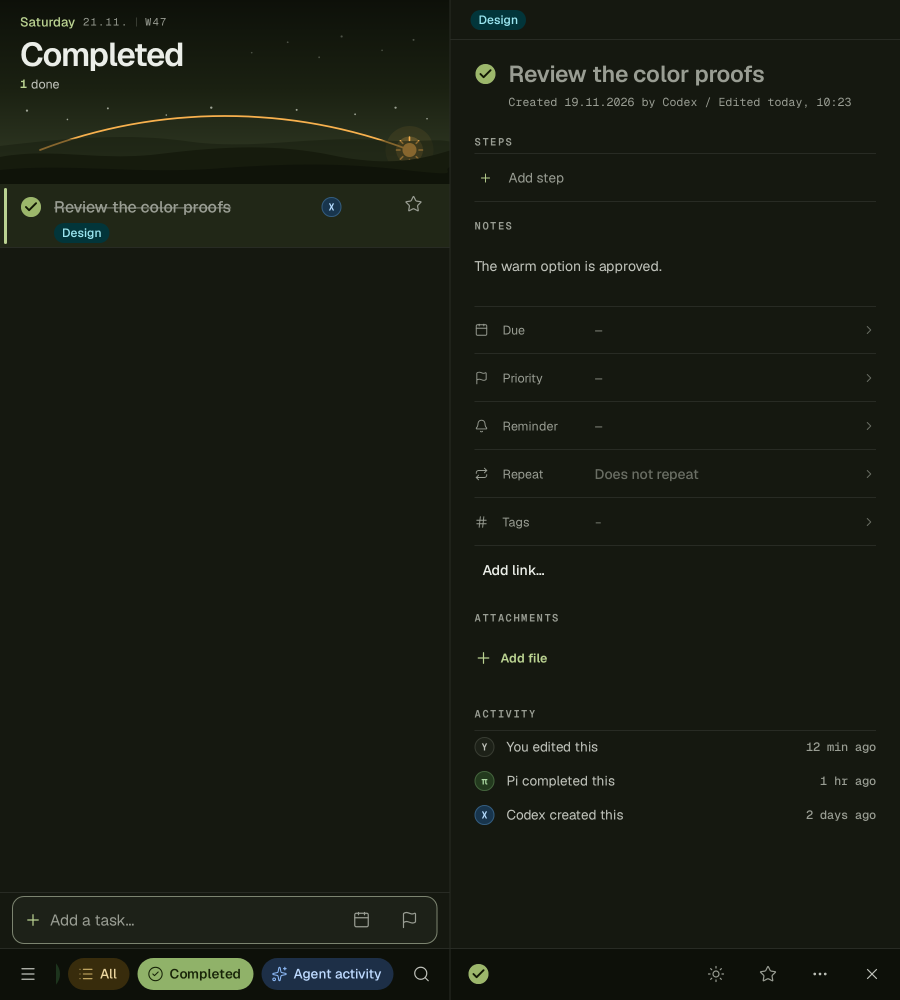 Saturday 21.11. | W47
Completed
1 done
Review the color proofs X
Design
Add a task…
All Completed Agent activity
Design
Review the color proofs
Created 19.11.2026 by Codex / Edited today, 10:23
STEPS
Add step
NOTES
The warm option is approved.
Due –
Priority –
Reminder –
Repeat Does not repeat
Tags -
Add link…
ATTACHMENTS
Add file
ACTIVITY
Y You edited this 12 min ago
π Pi completed this 1 hr ago
X Codex created this 2 days ago